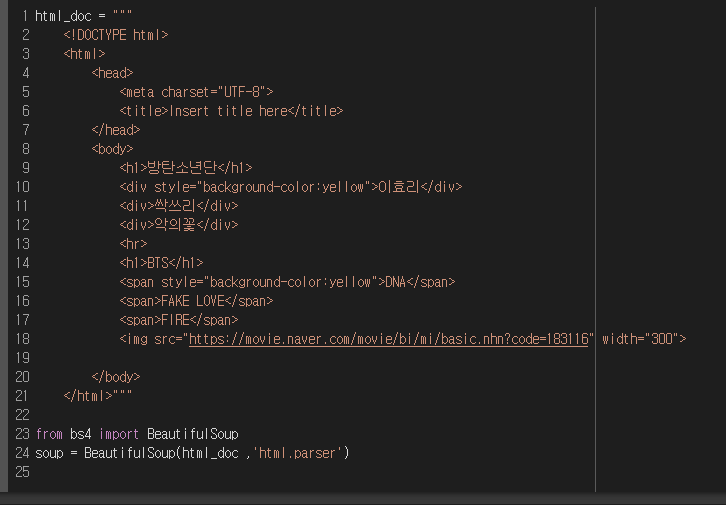 1 html_doc = """
2 <!DOCTYPE html>
3 <html>
4 <head>
5 <meta charset="UTF-8">
6 <title>Insert title here</title>
7 </head>
8 <body>
9 <h1>방탄소년단</h1>
10 <div style="background-color:yellow">이효리</div>
11 <div>싹쓰리</div>
12 <div>악의꽃</div>
13 <hr>
14 <h1>BTS</h1>
15 <span style="background-color:yellow">DNA</span>
16 <span>FAKE LOVE</span>
17 <span>FIRE</span>
18 <img src="https://movie.naver.com/movie/bi/mi/basic.nhn?code=183116" width="300">
19
20 </body>
21 </html>"""
22
23 from bs4 import BeautifulSoup
24 soup = BeautifulSoup(html_doc ,'html.parser')
25